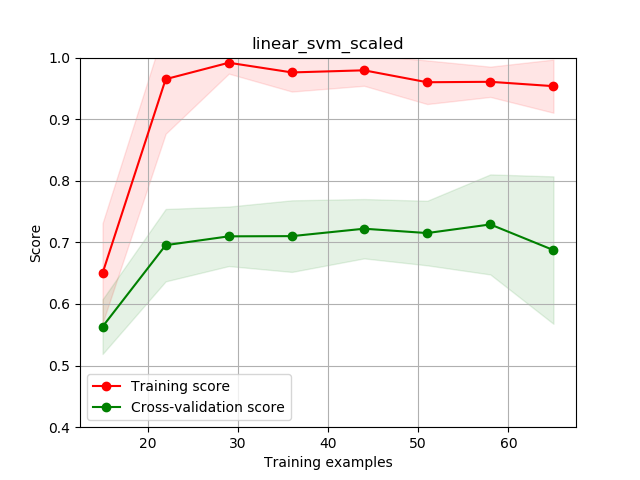 linear_svm_scaled
1.0
0.9
0.8
0.7
0.6
0.5
0.4
Score
Training score
Cross-validation score
20
30
40
50
60
Training examples